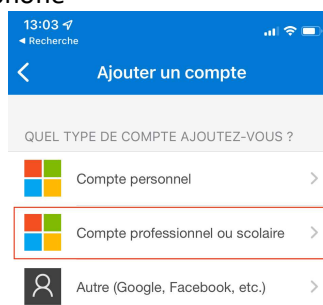 13:03
Recherche
Ajouter un compte
QUEL TYPE DE COMPTE AJOUTEZ-VOUS ?
Compte personnel
Compte professionnel ou scolaire
Autre (Google, Facebook, etc.)